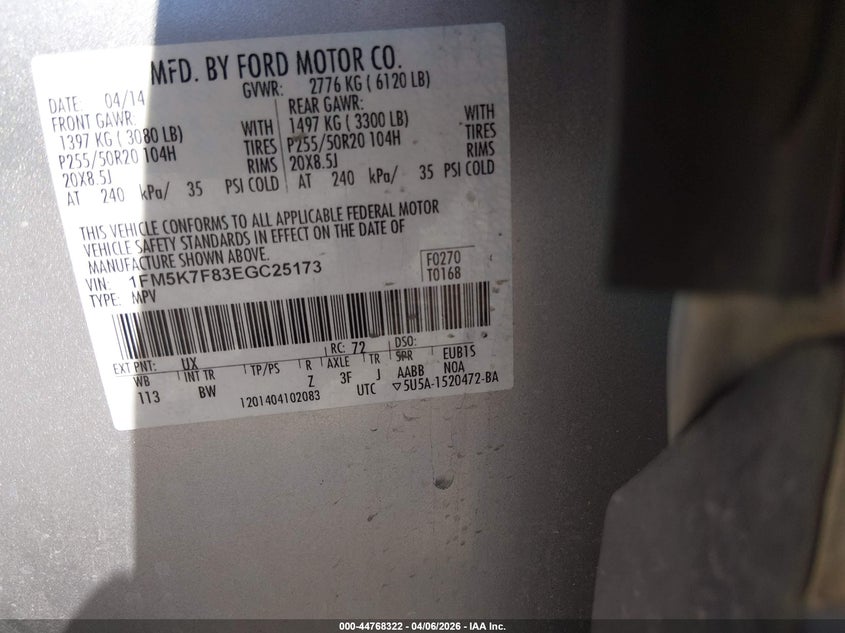 MFD. BY FORD MOTOR CO.
DATE: 04/14 GVWR: 2776 KG ( 6120 LB)
FRONT GAWR: REAR GAWR:
1397 KG ( 3080 LB) WITH 1497 KG ( 3300 LB) WITH
P255/50R20 104H TIRES P255/50R20 104H TIRES
20X8.5J RIMS 20X8.5J RIMS
AT 240 kPa/ 35 PSI COLD AT 240 kPa/ 35 PSI COLD
THIS VEHICLE CONFORMS TO ALL APPLICABLE FEDERAL MOTOR
VEHICLE SAFETY STANDARDS IN EFFECT ON THE DATE OF
MANUFACTURE SHOWN ABOVE.
VIN: 1FM5K7F83EGC25173 F0270
TYPE: MPV T0168
EXT PNT: UX RC: 72 DSO:
WB INT TR TP/PS R AXLE TR SPR EUB1S
113 BW Z 3F J AABB NOA
1201404102083 UTC ▽5U5A-1520472-BA
000-44768322 - 04/06/2026 - IAA Inc.